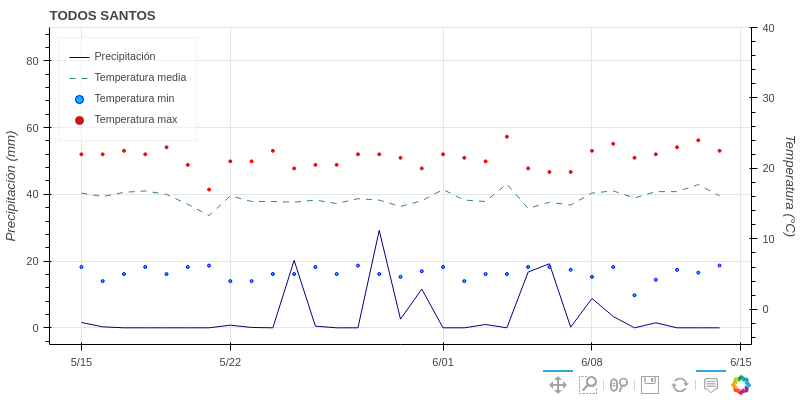 TODOS SANTOS
Precipitación
Temperatura media
Temperatura min
Temperatura max
Precipitación (mm)
80
60
40
20
0
40
30
20
10
0
Temperatura (°C)
5/15
5/22
6/01
6/08
6/15